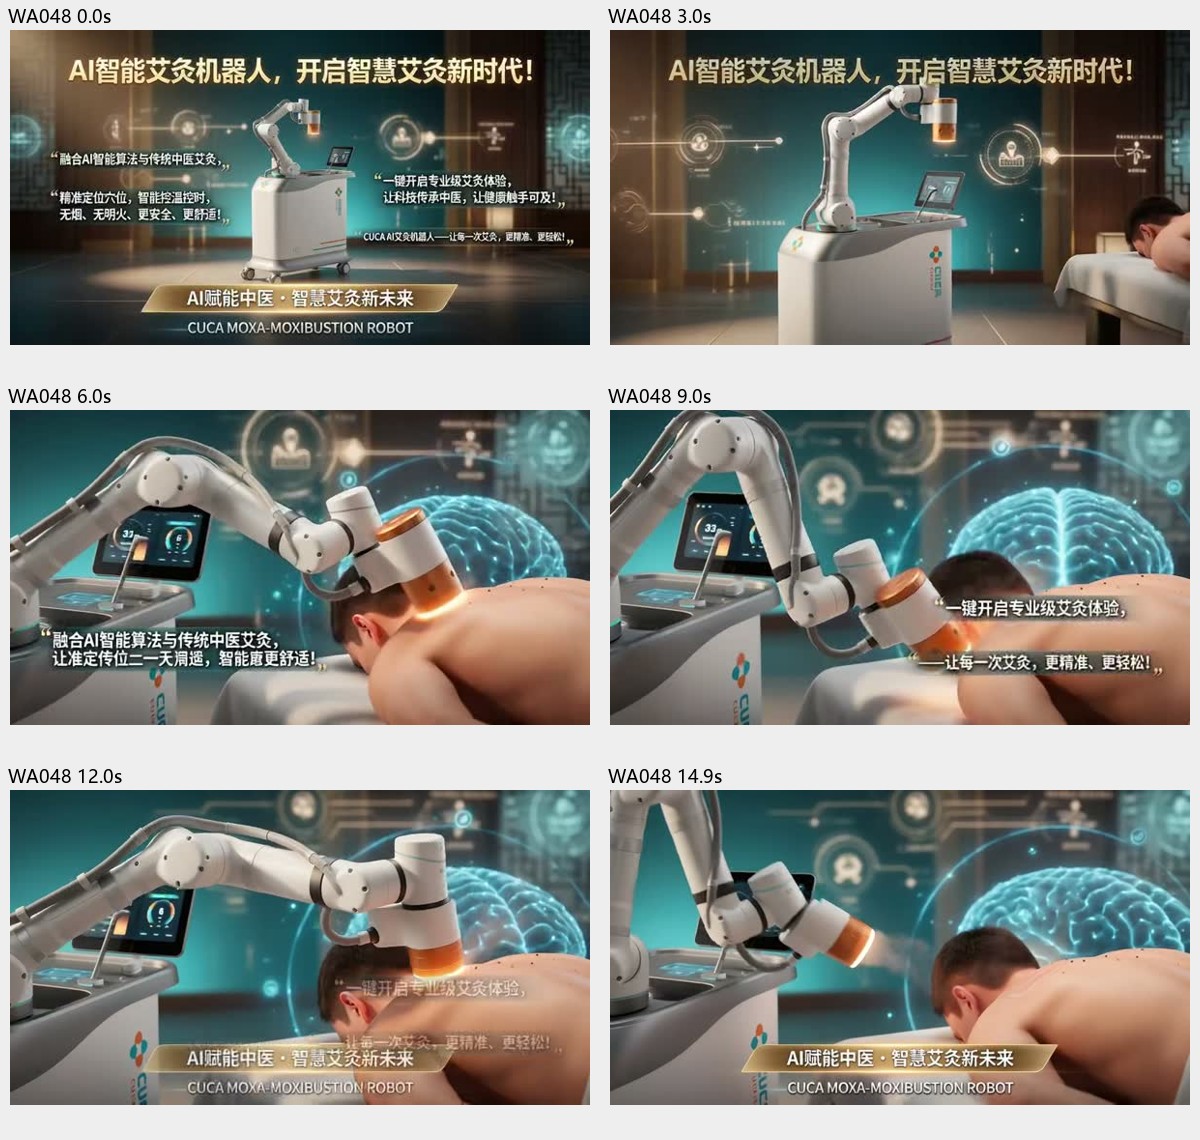 WA048 0.0s
AI智能艾灸机器人，开启智慧艾灸新时代！
“融合AI智能算法与传统中医艾灸，”
“精准定位穴位，智能控温控时，
无烟、无明火、更安全、更舒适！”
“一键开启专业级艾灸体验，
让科技传承中医，让健康触手可及！”
CUCA AI艾灸机器人——让每一次艾灸，更精准、更轻松！”
AI赋能中医·智慧艾灸新未来
CUCA MOXA-MOXIBUSTION ROBOT
WA048 3.0s
AI智能艾灸机器人，开启智慧艾灸新时代！
WA048 6.0s
33
6
“融合AI智能算法与传统中医艾灸，
让准定传位二一天滑遥，智能庭更舒适！”
CUC
WA048 9.0s
33
6
“一键开启专业级艾灸体验，
“——让每一次艾灸，更精准、更轻松！”
CUC
WA048 12.0s
6
“一键开启专业级艾灸体验，
让每一次艾灸，更精准、更轻松！”
AI赋能中医·智慧艾灸新未来
CUCA MOXA-MOXIBUSTION ROBOT
WA048 14.9s
AI赋能中医·智慧艾灸新未来
CUCA MOXA-MOXIBUSTION ROBOT